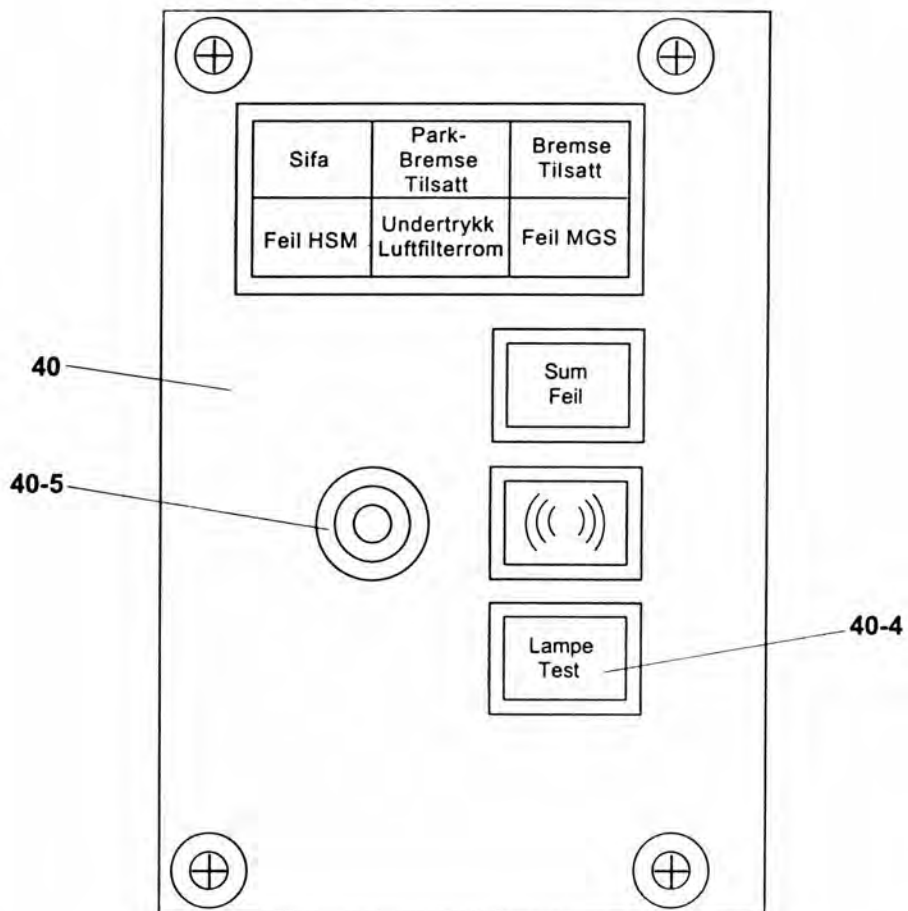 Sifa
Park-
Bremse
Tilsatt
Bremse
Tilsatt
Feil HSM
Undertrykk
Luftfilterrom
Feil MGS
40
Sum
Feil
40-5
Lampe
Test
40-4